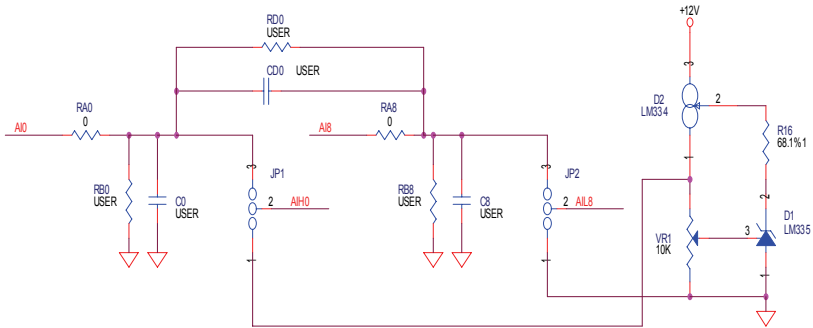 RD0
USER
+12V
CD0 USER
3
D2
LM334
2
RA0
0
RA8
0
R16
68.1%1
AI0
AI8
1
3
JP1
3
JP2
RB0
USER
C0
USER
2
AIH0
RB8
USER
C8
USER
2
AIL8
2
D1
LM335
3
VR1
10K
1
1
1